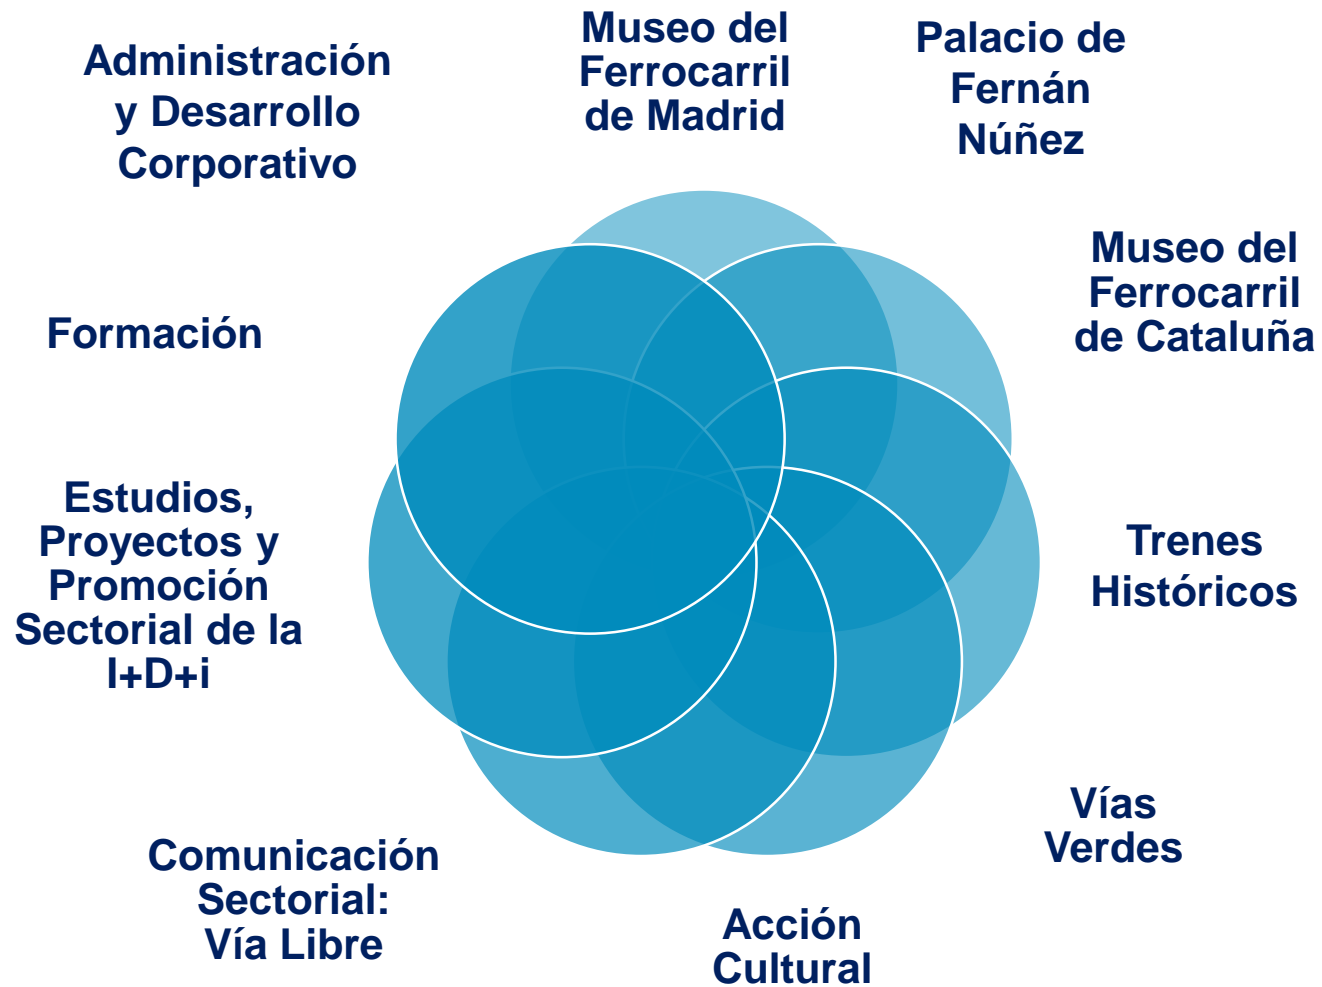 Museo del
Ferrocarril
de Madrid
Palacio de
Fernán
Núñez
Museo del
Ferrocarril
de Cataluña
Trenes
Históricos
Vías
Verdes
Acción
Cultural
Comunicación
Sectorial:
Vía Libre
Estudios,
Proyectos y
Promoción
Sectorial de la
I+D+i
Formación
Administración
y Desarrollo
Corporativo